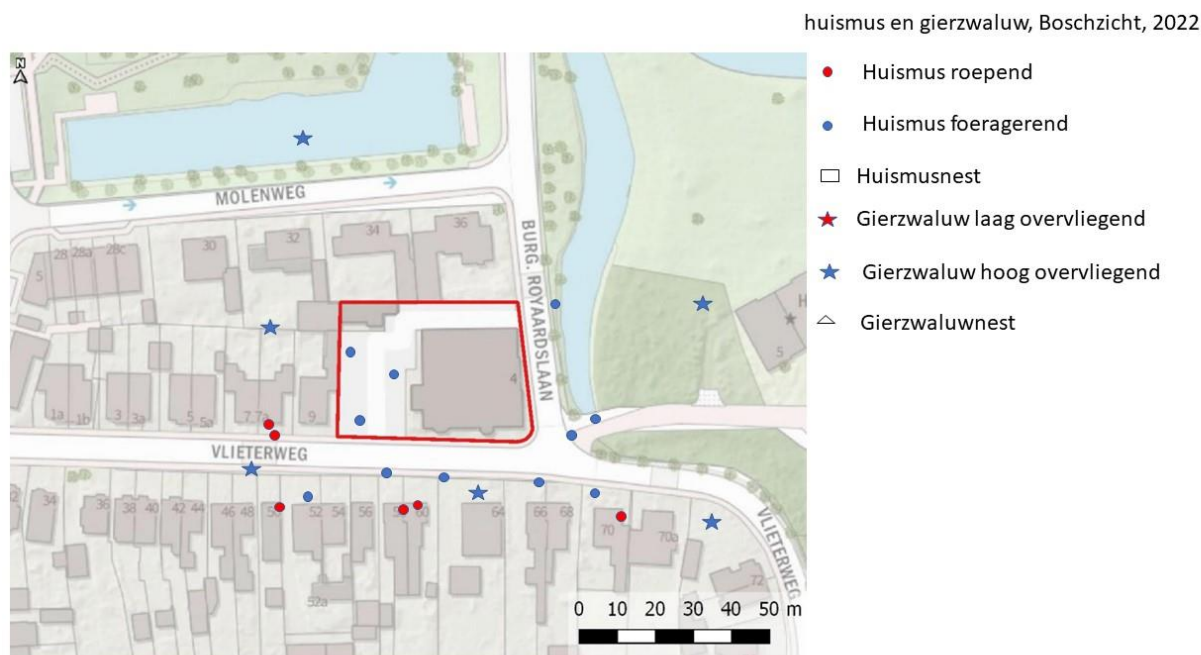 huismus en gierzwaluw, Boschzicht, 2022
Huismus roepend
Huismus foeragerend
Huismusnest
Gierzwaluw laag overvliegend
Gierzwaluw hoog overvliegend
Gierzwaluwnest
N
MOLENWEG
BURG. ROYAARDSLAAN
5 28 28a 28c 30 32 34 36
H
5
4
1a 1b 3 3a 5 5a 7 7a 9
VLIETERWEG
34 36 38 40 42 44 46 48 50 52 54 56 60 64 66 68 70 70a
VLIETERWEG
52a
72
0 10 20 30 40 50 m